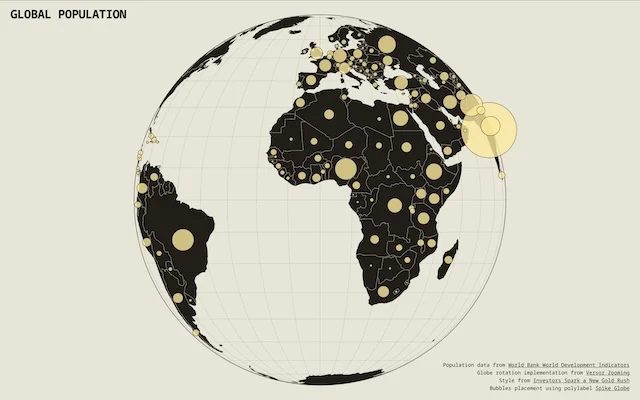 GLOBAL POPULATION
Population data from World Bank World Development Indicators
Globe rotation implementation from Versor Zooming
Style from Investors Spark a New Gold Rush
Bubbles placement using polylabel Spike Globe